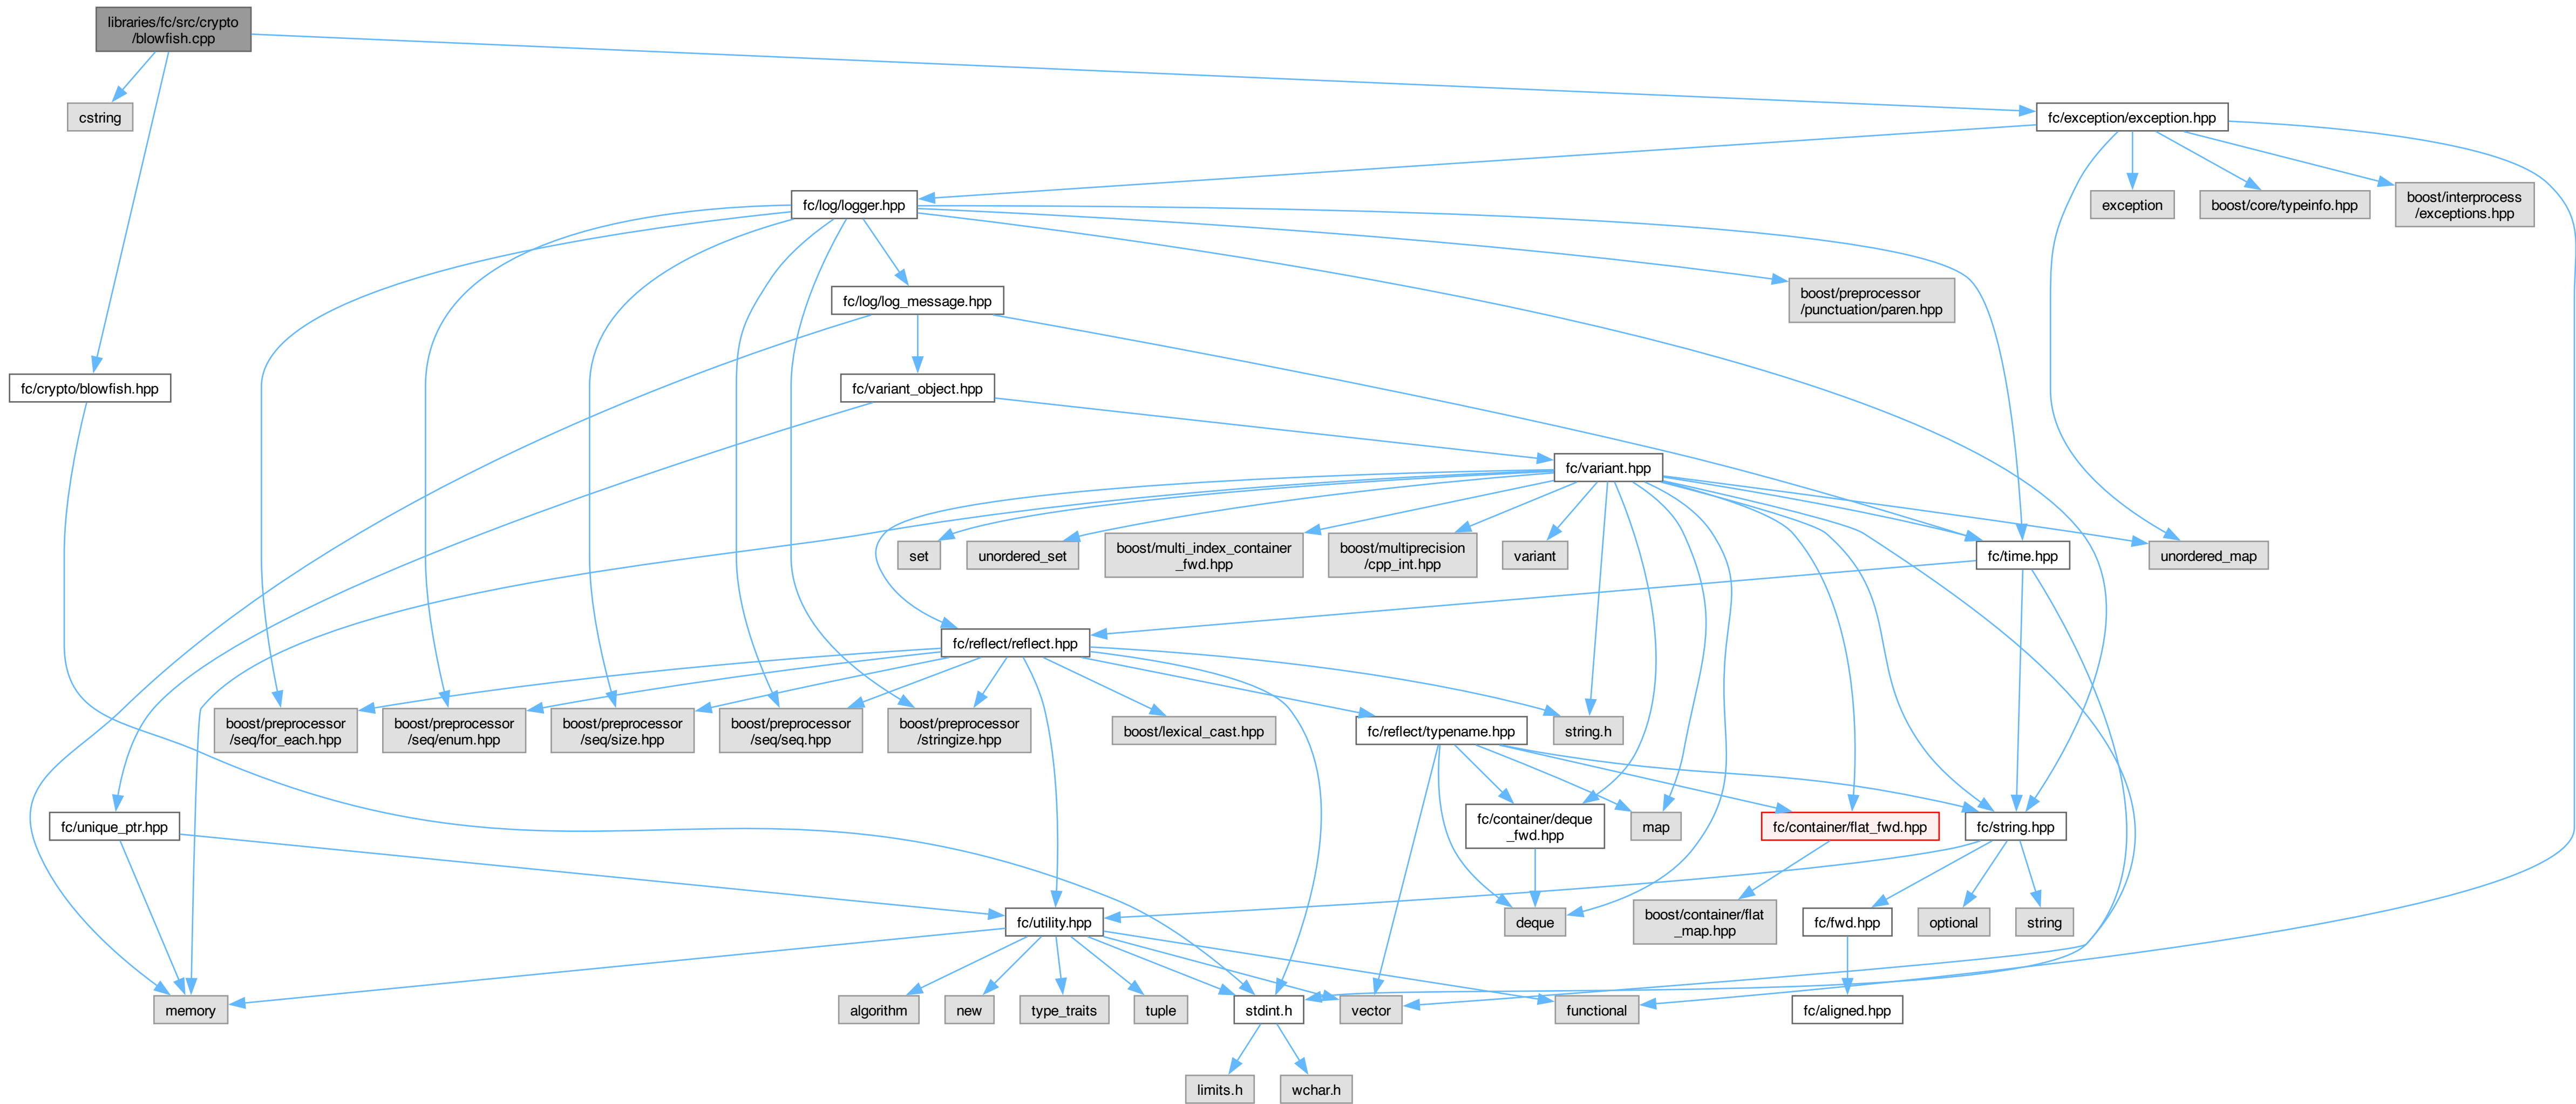 libraries/fc/src/crypto
/blowfish.cpp
cstring
fc/exception/exception.hpp
fc/log/logger.hpp
exception
boost/core/typeinfo.hpp
boost/interprocess
/exceptions.hpp
fc/log/log_message.hpp
boost/preprocessor
/punctuation/paren.hpp
fc/crypto/blowfish.hpp
fc/variant_object.hpp
fc/variant.hpp
set
unordered_set
boost/multi_index_container
_fwd.hpp
boost/multiprecision
/cpp_int.hpp
variant
fc/time.hpp
unordered_map
fc/reflect/reflect.hpp
boost/preprocessor
/seq/for_each.hpp
boost/preprocessor
/seq/enum.hpp
boost/preprocessor
/seq/size.hpp
boost/preprocessor
/seq/seq.hpp
boost/preprocessor
/stringize.hpp
boost/lexical_cast.hpp
fc/reflect/typename.hpp
string.h
fc/unique_ptr.hpp
fc/container/deque
_fwd.hpp
map
fc/container/flat_fwd.hpp
fc/string.hpp
fc/utility.hpp
deque
boost/container/flat
_map.hpp
fc/fwd.hpp
optional
string
memory
algorithm
new
type_traits
tuple
stdint.h
vector
functional
fc/aligned.hpp
limits.h
wchar.h